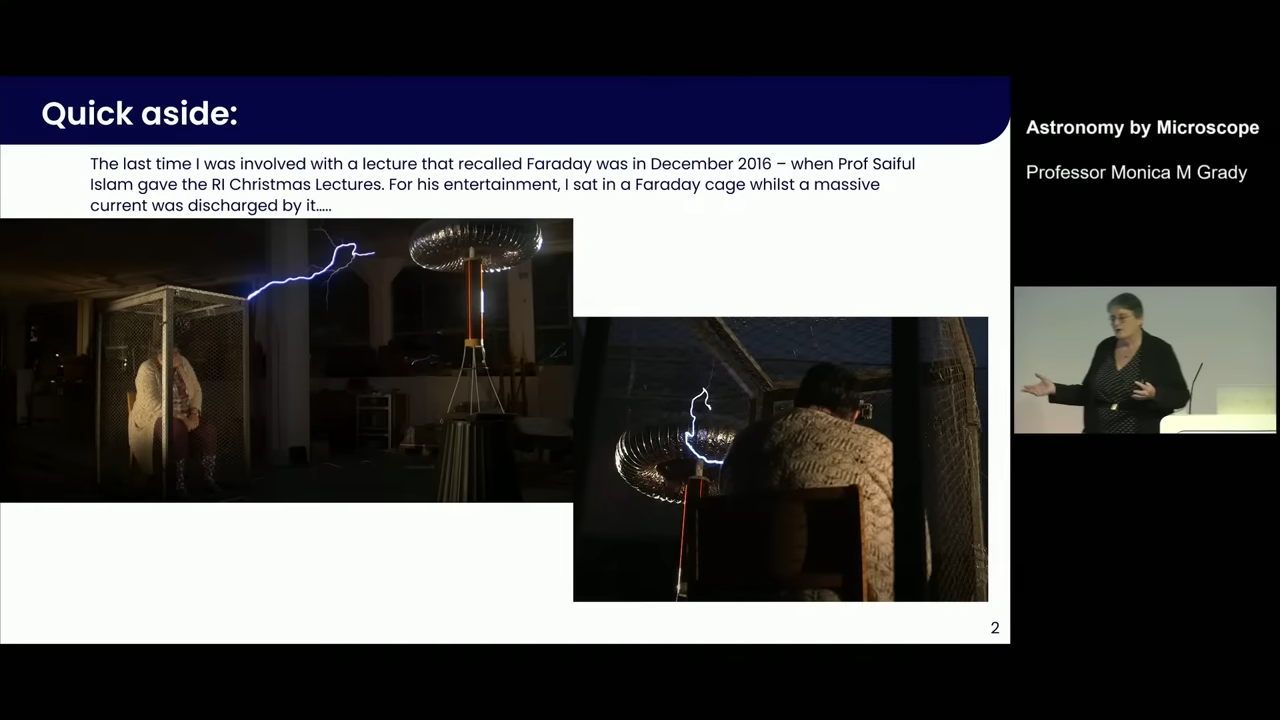 Quick aside:
The last time I was involved with a lecture that recalled Faraday was in December 2016 – when Prof Saiful
Islam gave the RI Christmas Lectures. For his entertainment, I sat in a Faraday cage whilst a massive
current was discharged by it.....
2
Astronomy by Microscope
Professor Monica M Grady